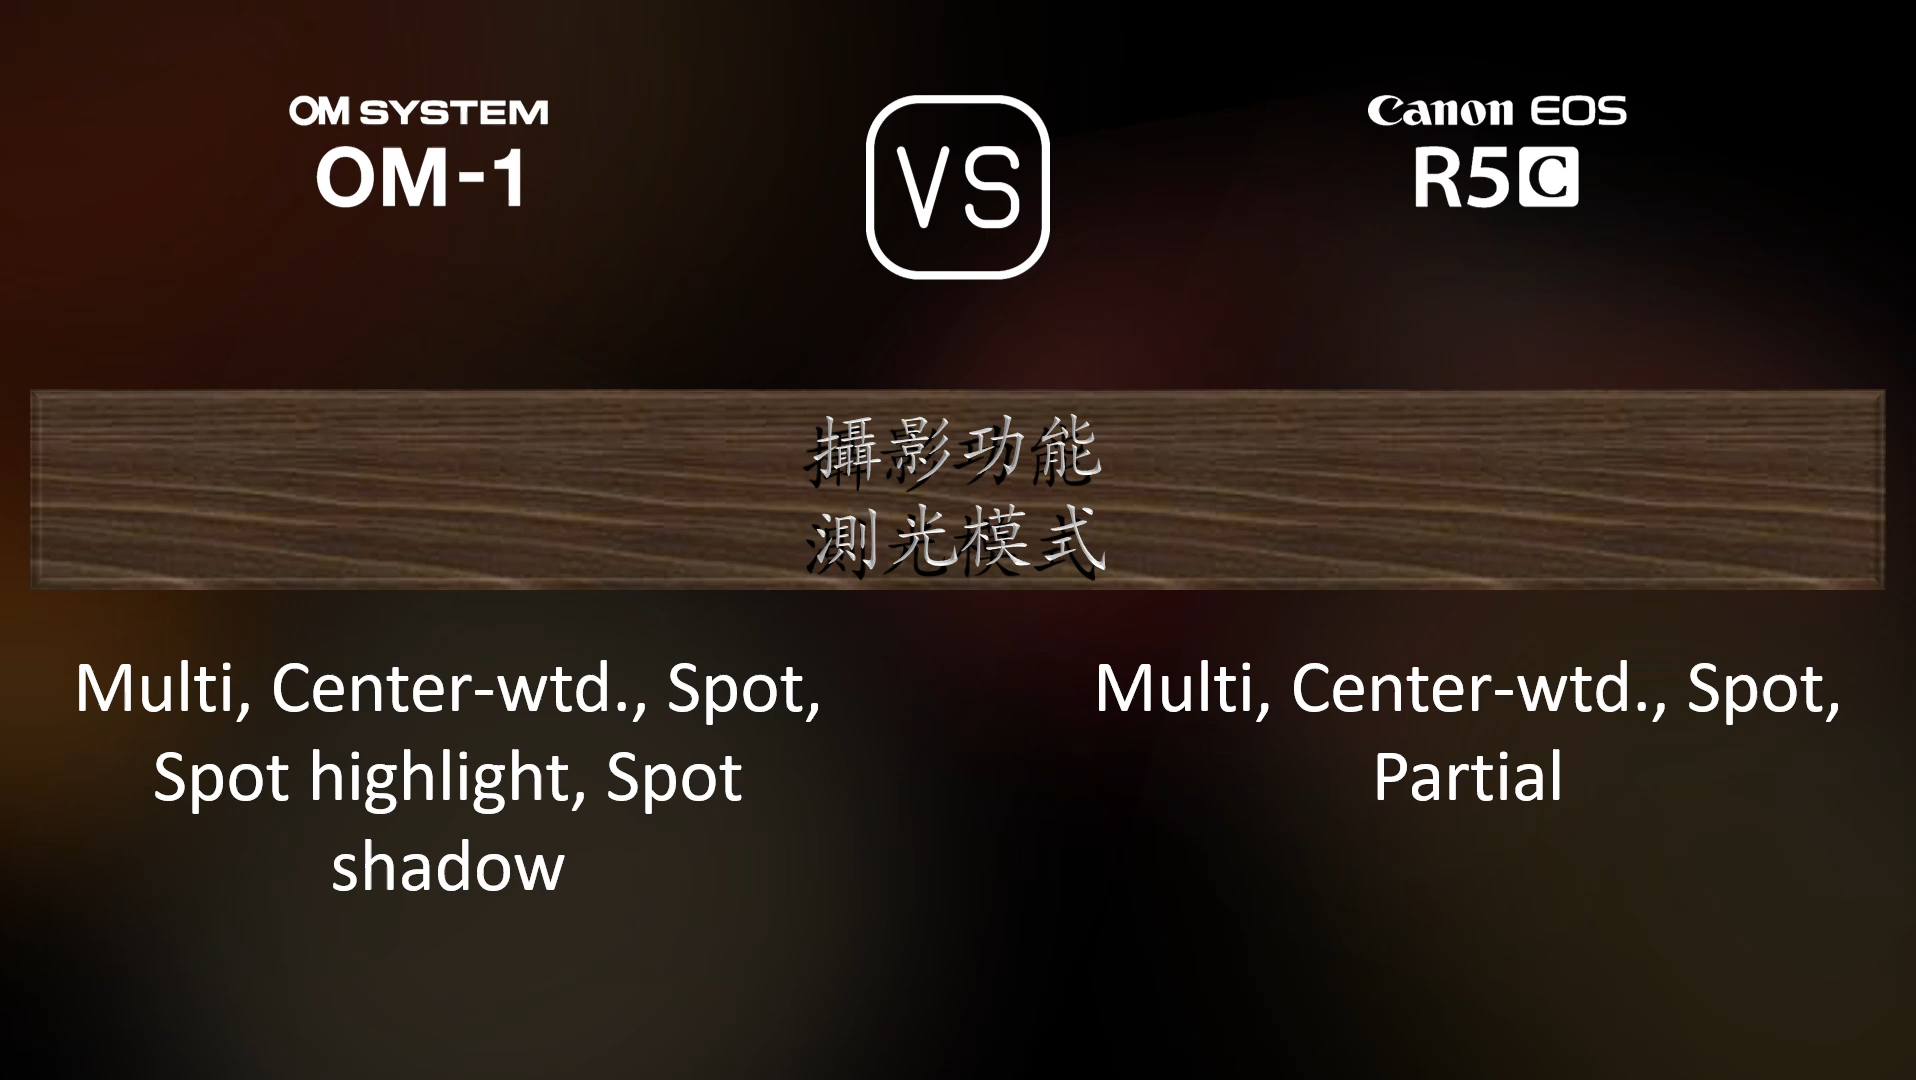 OM SYSTEM
OM-1
VS
Canon EOS
R5 C
攝影功能
測光模式
Multi, Center-wtd., Spot,
Spot highlight, Spot
shadow
Multi, Center-wtd., Spot,
Partial